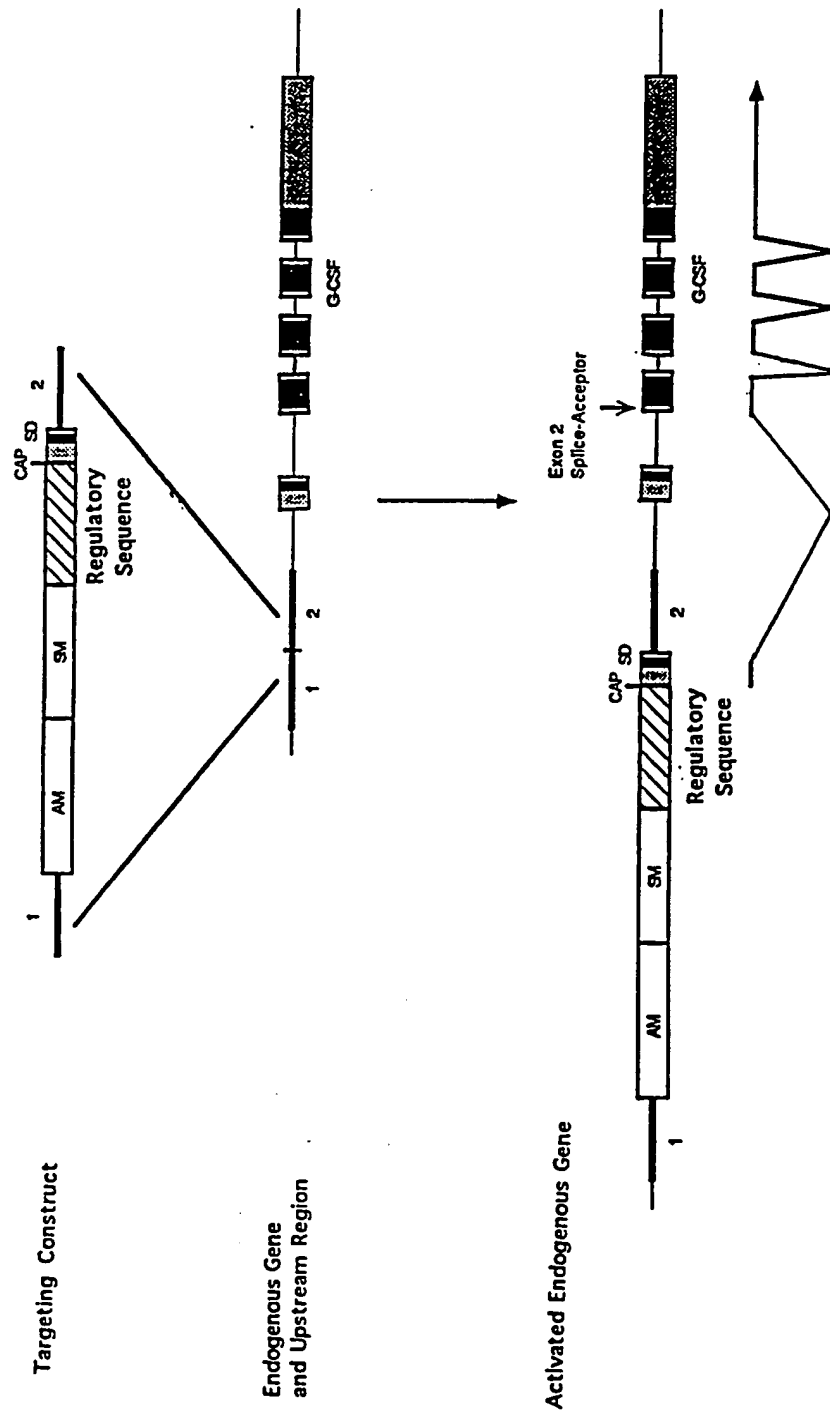 Targeting Construct
1
AM
SM
Regulatory
Sequence
CAP
SD
2
Endogenous Gene
and Upstream Region
1
2
G-CSF
Activated Endogenous Gene
1
AM
SM
Regulatory
Sequence
CAP
SD
2
Exon 2
Splice-Acceptor
G-CSF